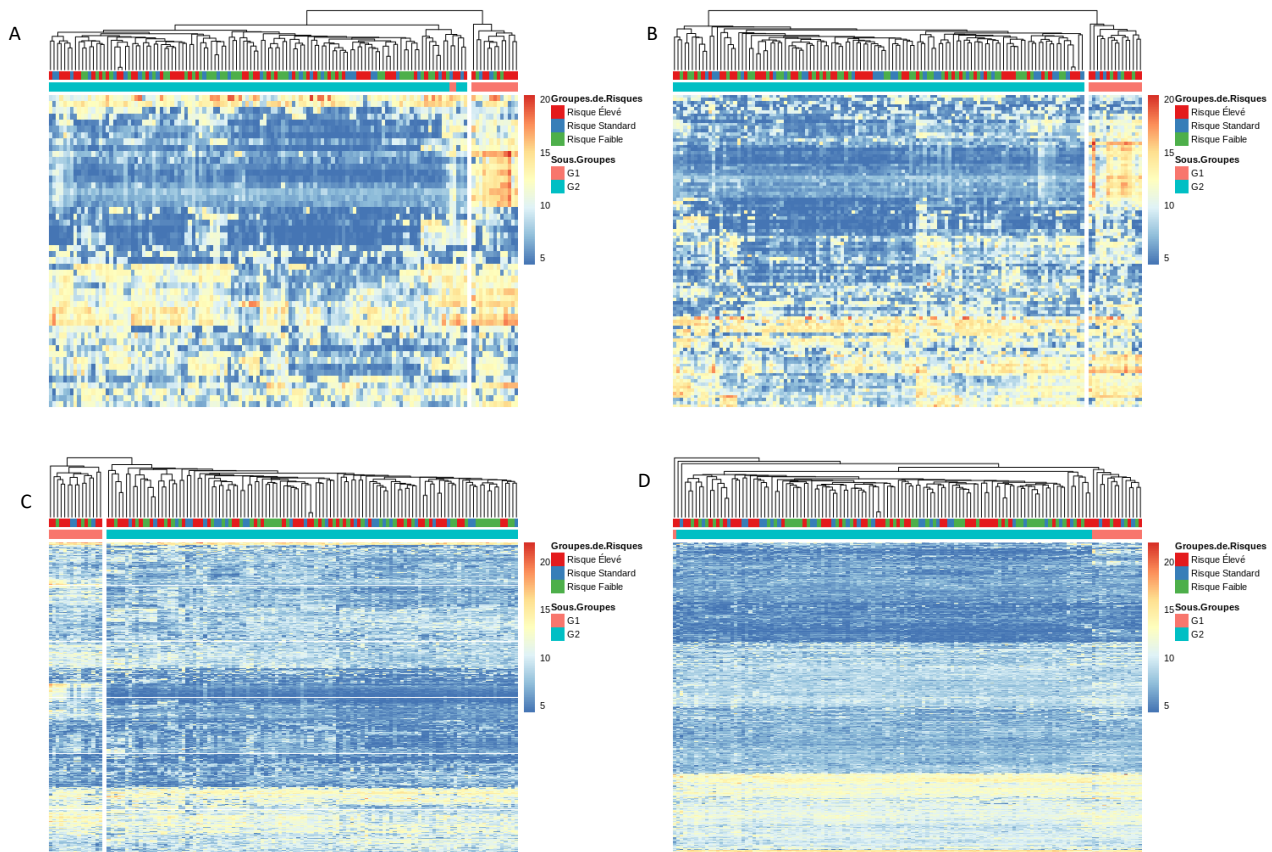 A
20
Groupes.de.Risques
Risque Élevé
Risque Standard
15
Risque Faible
Sous.Groupes
G1
10
G2
5
B
20
Groupes.de.Risques
Risque Élevé
Risque Standard
15
Risque Faible
Sous.Groupes
G1
10
G2
5
C
Groupes.de.Risques
20
Risque Élevé
Risque Standard
Risque Faible
15
Sous.Groupes
G1
G2
10
5
D
Groupes.de.Risques
20
Risque Élevé
Risque Standard
Risque Faible
15
Sous.Groupes
G1
G2
10
5